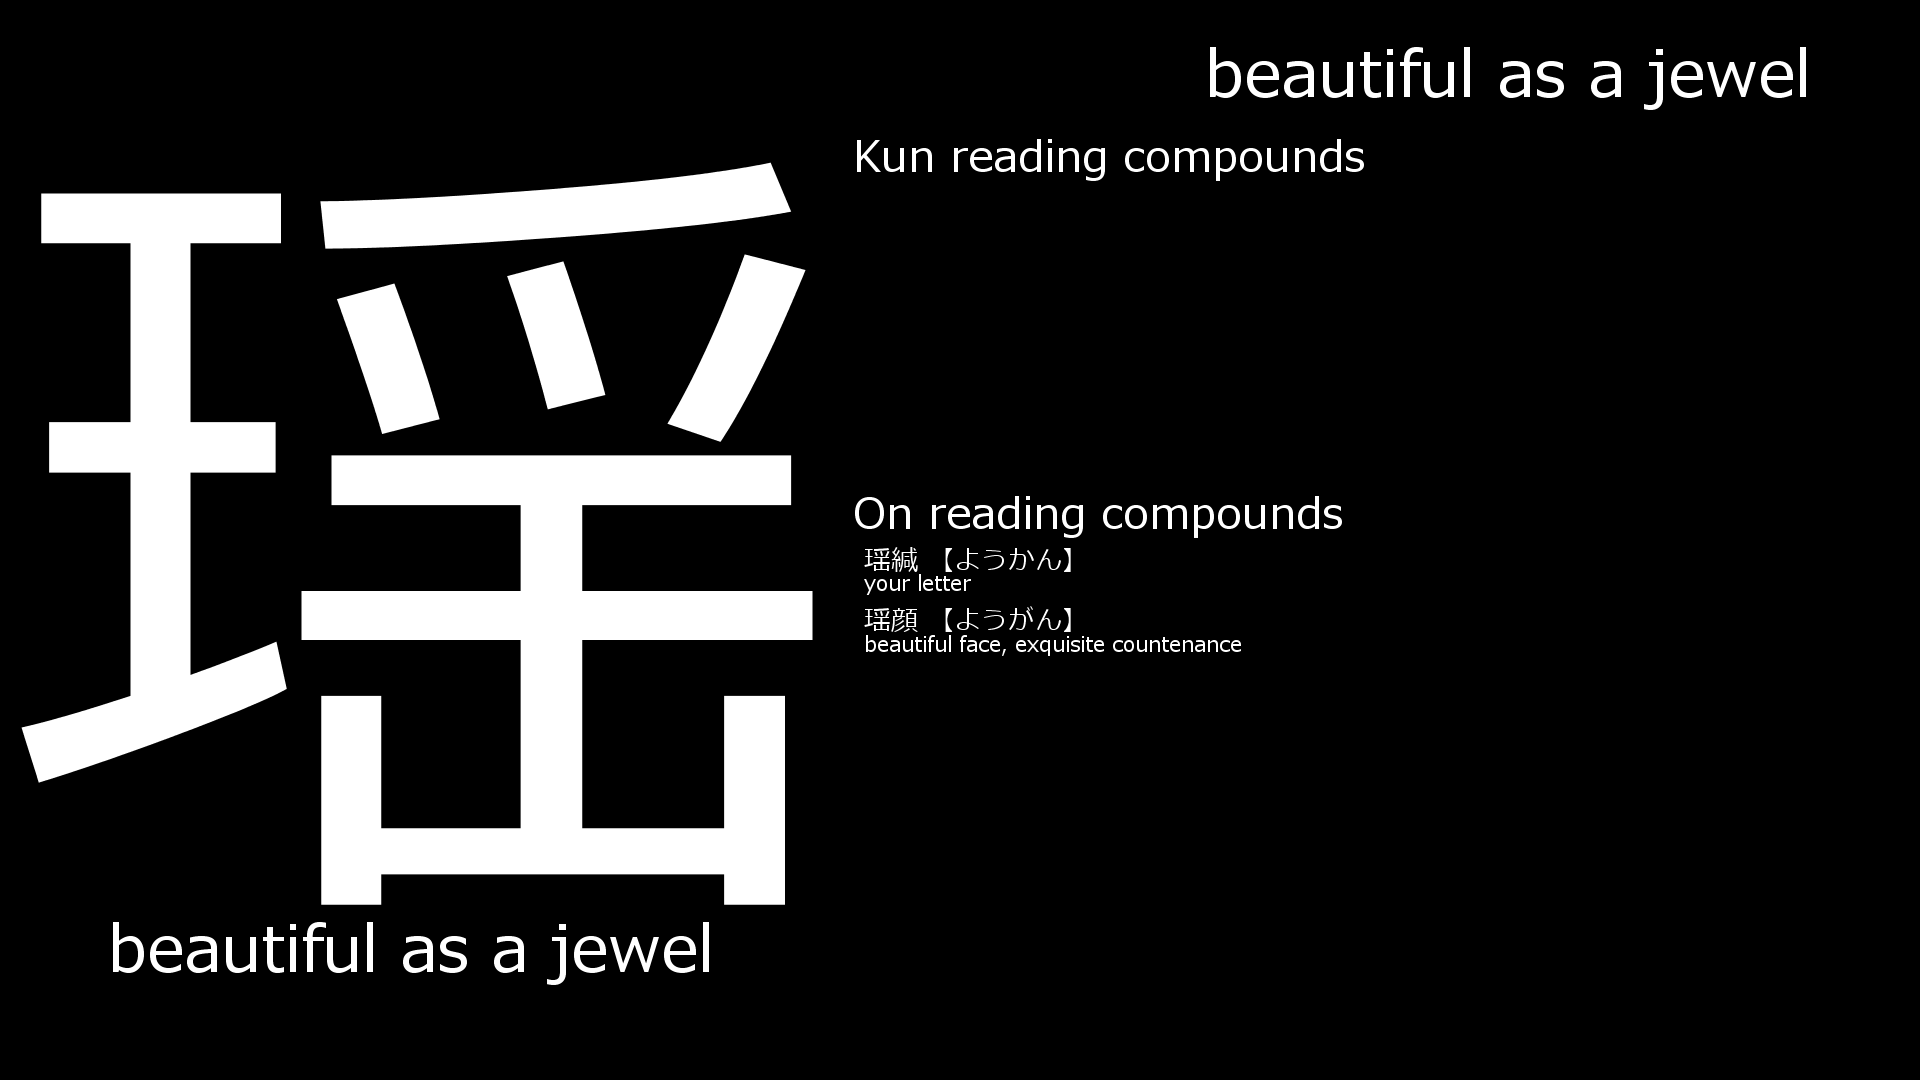 beautiful as a jewel
瑶
Kun reading compounds
On reading compounds
瑶緘 【ようかん】
your letter
瑶顔 【ようがん】
beautiful face, exquisite countenance
beautiful as a jewel